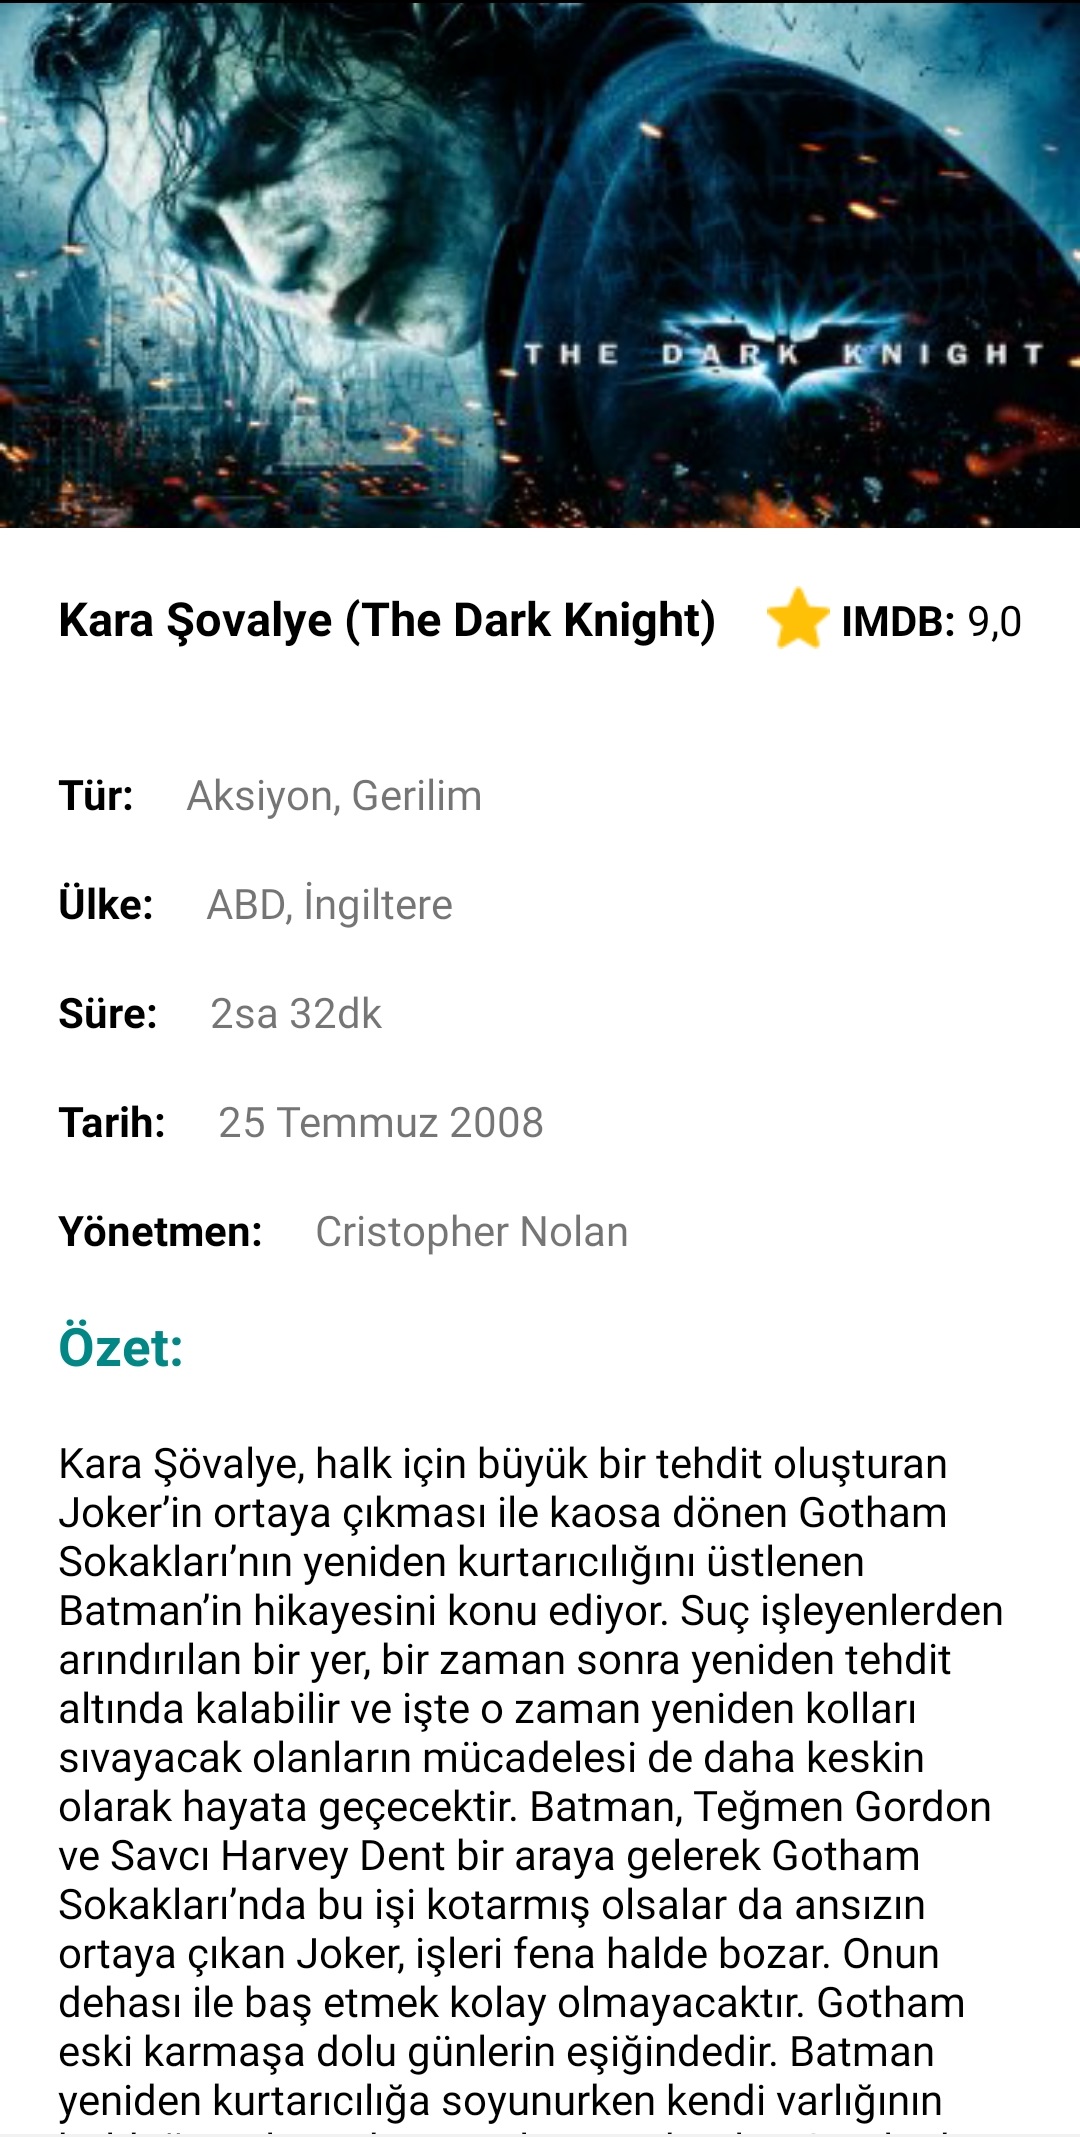 THE DARK KNIGHT
Kara Şovalye (The Dark Knight) IMDB: 9,0
Tür: Aksiyon, Gerilim
Ülke: ABD, İngiltere
Süre: 2sa 32dk
Tarih: 25 Temmuz 2008
Yönetmen: Cristopher Nolan
Özet:
Kara Şövalye, halk için büyük bir tehdit oluşturan
Joker’in ortaya çıkması ile kaosa dönen Gotham
Sokakları’nın yeniden kurtarıcılığını üstlenen
Batman’in hikayesini konu ediyor. Suç işleyenlerden
arındırılan bir yer, bir zaman sonra yeniden tehdit
altında kalabilir ve işte o zaman yeniden kolları
sıvayacak olanların mücadelesi de daha keskin
olarak hayata geçecektir. Batman, Teğmen Gordon
ve Savcı Harvey Dent bir araya gelerek Gotham
Sokakları’nda bu işi kotarmış olsalar da ansızın
ortaya çıkan Joker, işleri fena halde bozar. Onun
dehası ile baş etmek kolay olmayacaktır. Gotham
eski karmaşa dolu günlerin eşiğindedir. Batman
yeniden kurtarıcılığa soyunurken kendi varlığının